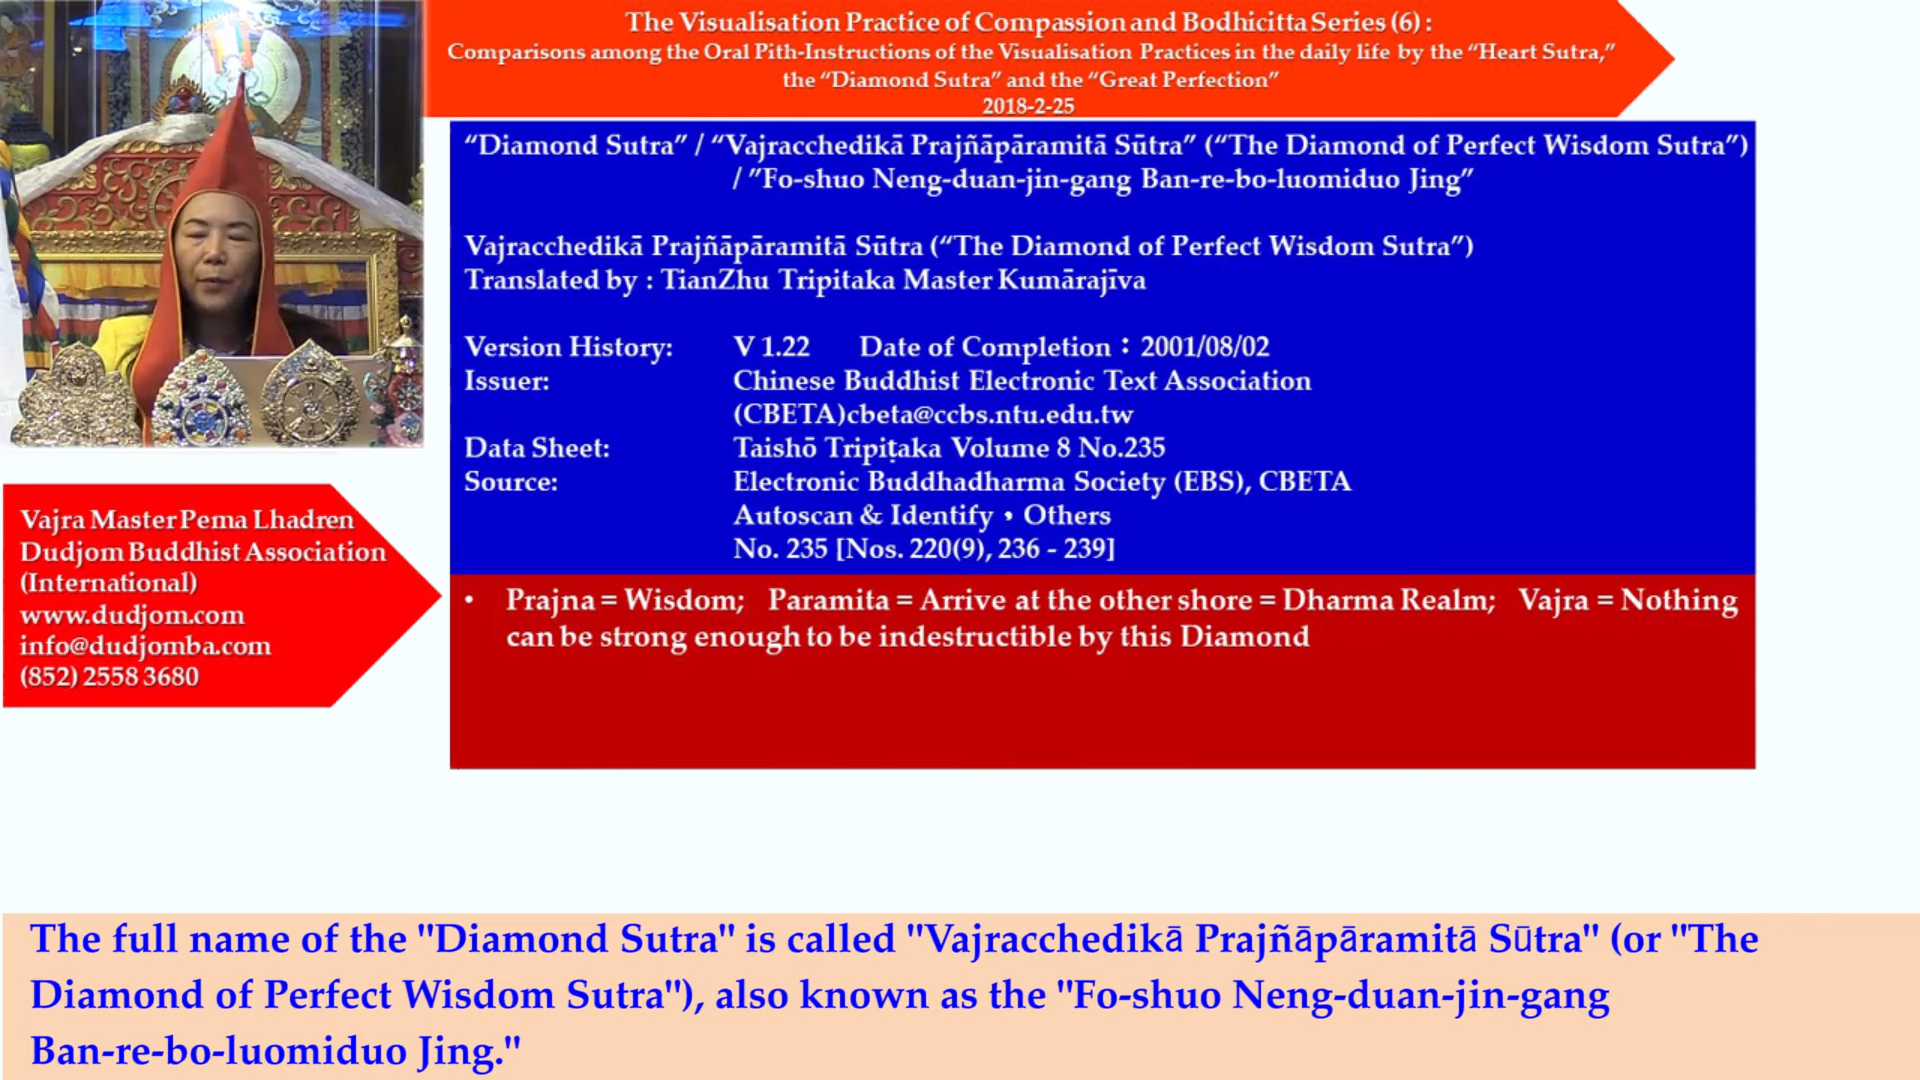 The Visualisation Practice of Compassion and Bodhicitta Series (6) :
Comparisons among the Oral Pith-Instructions of the Visualisation Practices in the daily life by the “Heart Sutra,”
the “Diamond Sutra” and the “Great Perfection”
2018-2-25
“Diamond Sutra” / “Vajracchedikā Prajñāpāramitā Sūtra” (“The Diamond of Perfect Wisdom Sutra”)
/ ”Fo-shuo Neng-duan-jin-gang Ban-re-bo-luomiduo Jing”
Vajracchedikā Prajñāpāramitā Sūtra (“The Diamond of Perfect Wisdom Sutra”)
Translated by : TianZhu Tripitaka Master Kumārajīva
Version History: V 1.22 Date of Completion：2001/08/02
Issuer: Chinese Buddhist Electronic Text Association
(CBETA)cbeta@ccbs.ntu.edu.tw
Data Sheet: Taishō Tripiṭaka Volume 8 No.235
Source: Electronic Buddhadharma Society (EBS), CBETA
Autoscan & Identify，Others
No. 235 [Nos. 220(9), 236 - 239]
• Prajna = Wisdom; Paramita = Arrive at the other shore = Dharma Realm; Vajra = Nothing
can be strong enough to be indestructible by this Diamond
Vajra Master Pema Lhadren
Dudjom Buddhist Association
(International)
www.dudjom.com
info@dudjomba.com
(852) 2558 3680
The full name of the "Diamond Sutra" is called "Vajracchedikā Prajñāpāramitā Sūtra" (or "The
Diamond of Perfect Wisdom Sutra"), also known as the "Fo-shuo Neng-duan-jin-gang
Ban-re-bo-luomiduo Jing."